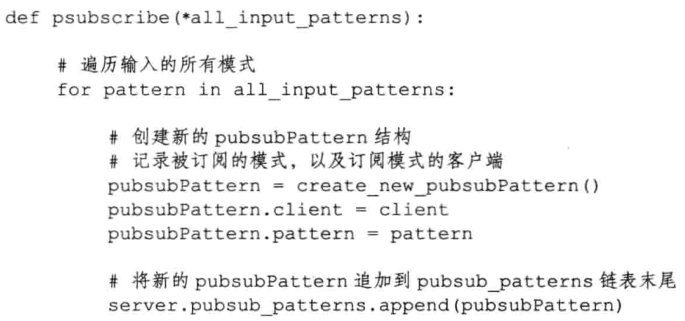 def psubscribe(*all_input_patterns):
# 遍历输入的所有模式
for pattern in all_input_patterns:
# 创建新的 pubsubPattern 结构
# 记录被订阅的模式，以及订阅模式的客户端
pubsubPattern = create_new_pubsubPattern()
pubsubPattern.client = client
pubsubPattern.pattern = pattern
# 将新的 pubsubPattern 追加到 pubsub_patterns 链表末尾
server.pubsub_patterns.append(pubsubPattern)